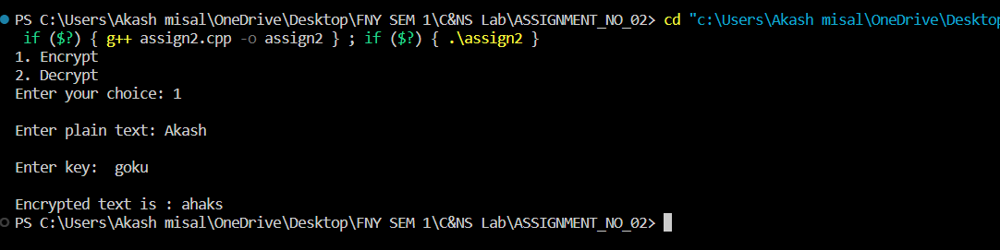 PS C:\Users\Akash misal\OneDrive\Desktop\FNY SEM 1\C&NS Lab\ASSIGNMENT_NO_02> cd "c:\Users\Akash misal\OneDrive\Desktop
if ($?) { g++ assign2.cpp -o assign2 } ; if ($?) { .\assign2 }
1. Encrypt
2. Decrypt
Enter your choice: 1
Enter plain text: Akash
Enter key:  goku
Encrypted text is : ahaks
PS C:\Users\Akash misal\OneDrive\Desktop\FNY SEM 1\C&NS Lab\ASSIGNMENT_NO_02>